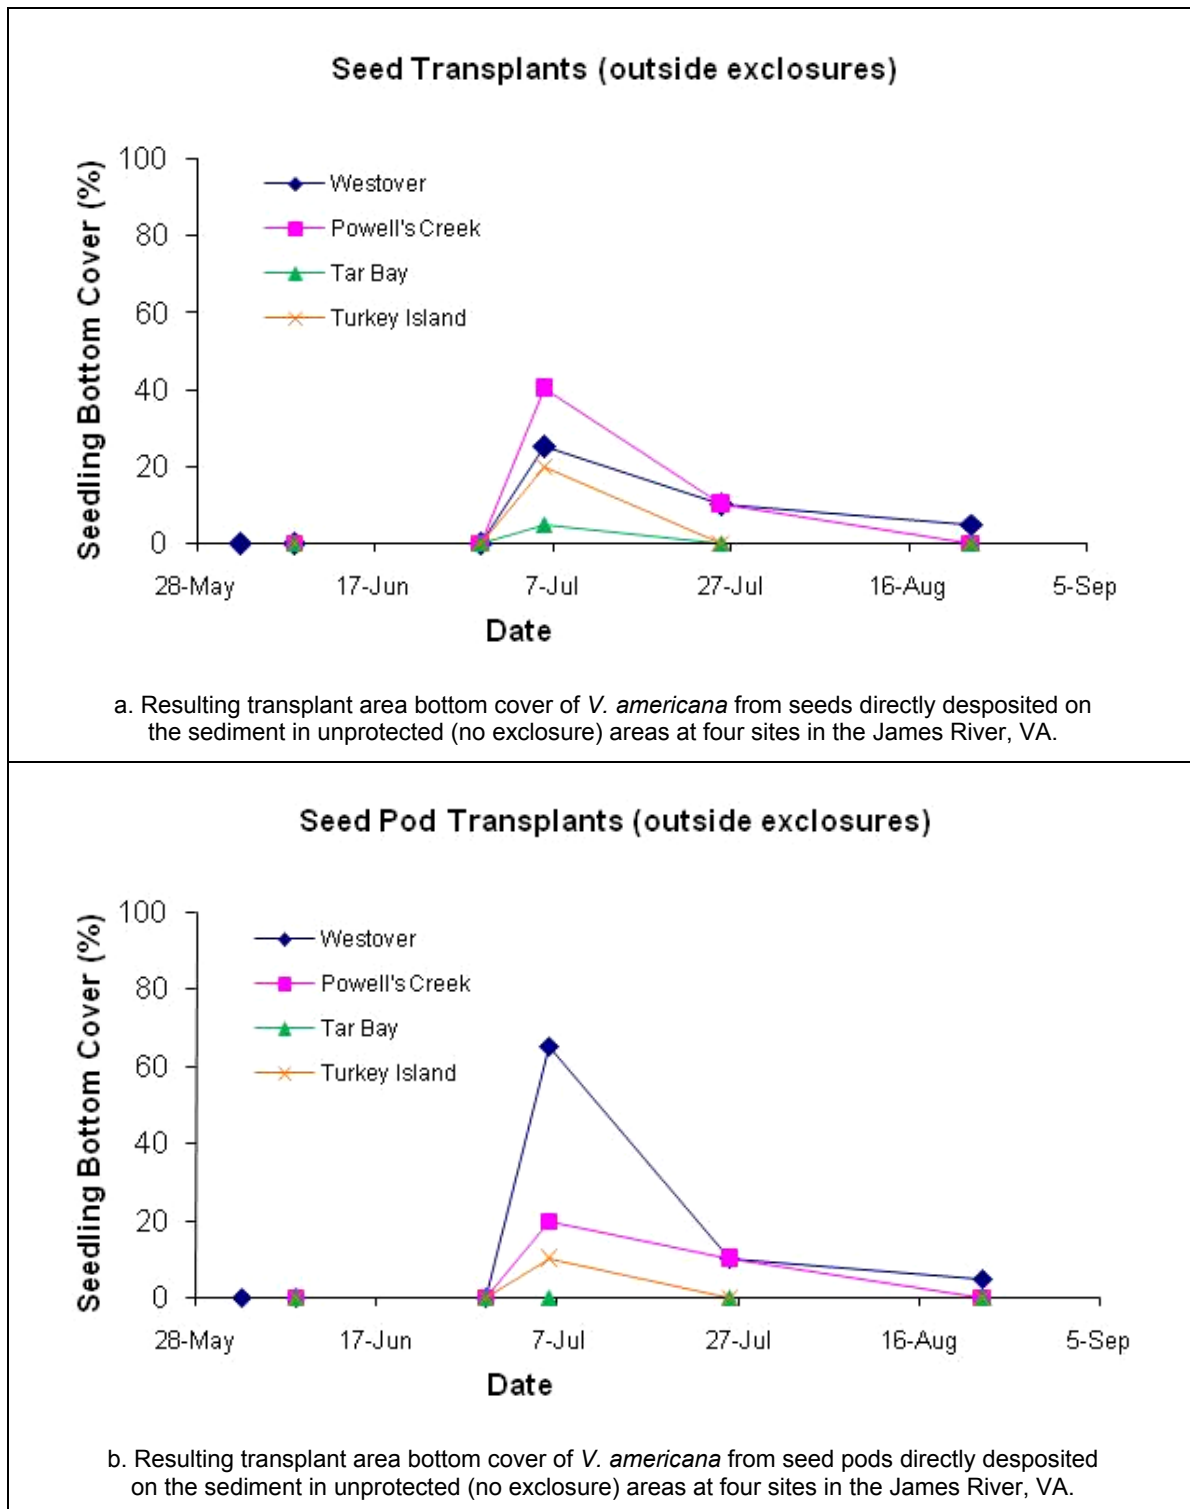 Seed Transplants (outside exclosures)
Seedling Bottom Cover (%)
100
80
60
40
20
0
Westover
Powell's Creek
Tar Bay
Turkey Island
28-May 17-Jun 7-Jul 27-Jul 16-Aug 5-Sep
Date
a. Resulting transplant area bottom cover of V. americana from seeds directly desposited on
the sediment in unprotected (no exclosure) areas at four sites in the James River, VA.
Seed Pod Transplants (outside exclosures)
Seedling Bottom Cover (%)
100
80
60
40
20
0
Westover
Powell's Creek
Tar Bay
Turkey Island
28-May 17-Jun 7-Jul 27-Jul 16-Aug 5-Sep
Date
b. Resulting transplant area bottom cover of V. americana from seed pods directly desposited
on the sediment in unprotected (no exclosure) areas at four sites in the James River, VA.